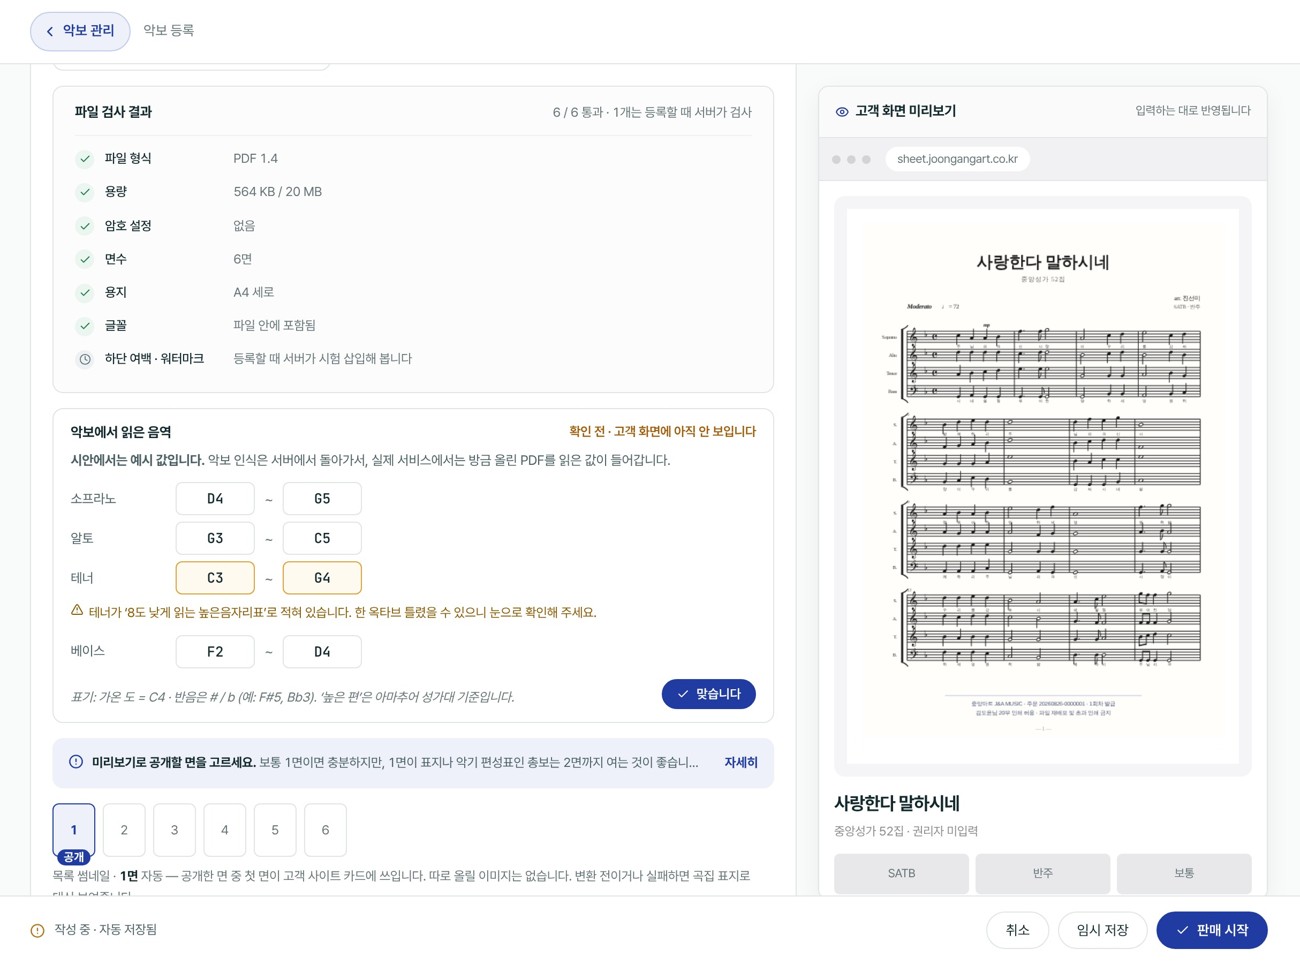 악보 관리
악보 등록
파일 검사 결과
6 / 6 통과 · 1개는 등록할 때 서버가 검사
파일 형식 PDF 1.4
용량 564 KB / 20 MB
암호 설정 없음
면수 6면
용지 A4 세로
글꼴 파일 안에 포함됨
하단 여백 · 워터마크 등록할 때 서버가 시험 삽입해 봅니다
악보에서 읽은 음역
확인 전 · 고객 화면에 아직 안 보입니다
시안에서는 예시 값입니다. 악보 인식은 서버에서 돌아가서, 실제 서비스에서는 방금 올린 PDF를 읽은 값이 들어갑니다.
소프라노 D4 ~ G5
알토 G3 ~ C5
테너 C3 ~ G4
테너가 '8도 낮게 읽는 높은음자리표'로 적혀 있습니다. 한 옥타브 틀렸을 수 있으니 눈으로 확인해 주세요.
베이스 F2 ~ D4
표기: 가온 도 = C4 · 반음은 # / b (예: F#5, Bb3). '높은 편'은 아마추어 성가대 기준입니다.
맞습니다
미리보기로 공개할 면을 고르세요. 보통 1면이면 충분하지만, 1면이 표지나 악기 편성표인 총보는 2면까지 여는 것이 좋습니...
자세히
1 2 3 4 5 6
공개
목록 썸네일 · 1면 자동 — 공개한 면 중 첫 면이 고객 사이트 카드에 쓰입니다. 따로 올릴 이미지는 없습니다. 변환 전이거나 실패하면 곡집 표지로
고객 화면 미리보기
입력하는 대로 반영됩니다
sheet.joongangart.co.kr
사랑한다 말하시네
중앙성가 52집
arr. 진선미
Moderato ♩ = 72
SATB · 반주
mp
Soprano
Alto
Tenor
Bass
S.
A.
T.
B.
S.
A.
T.
B.
S.
A.
T.
B.
— 1 —
사랑한다 말하시네
중앙성가 52집 · 권리자 미입력
SATB
반주
보통
작성 중 · 자동 저장됨
취소
임시 저장
판매 시작